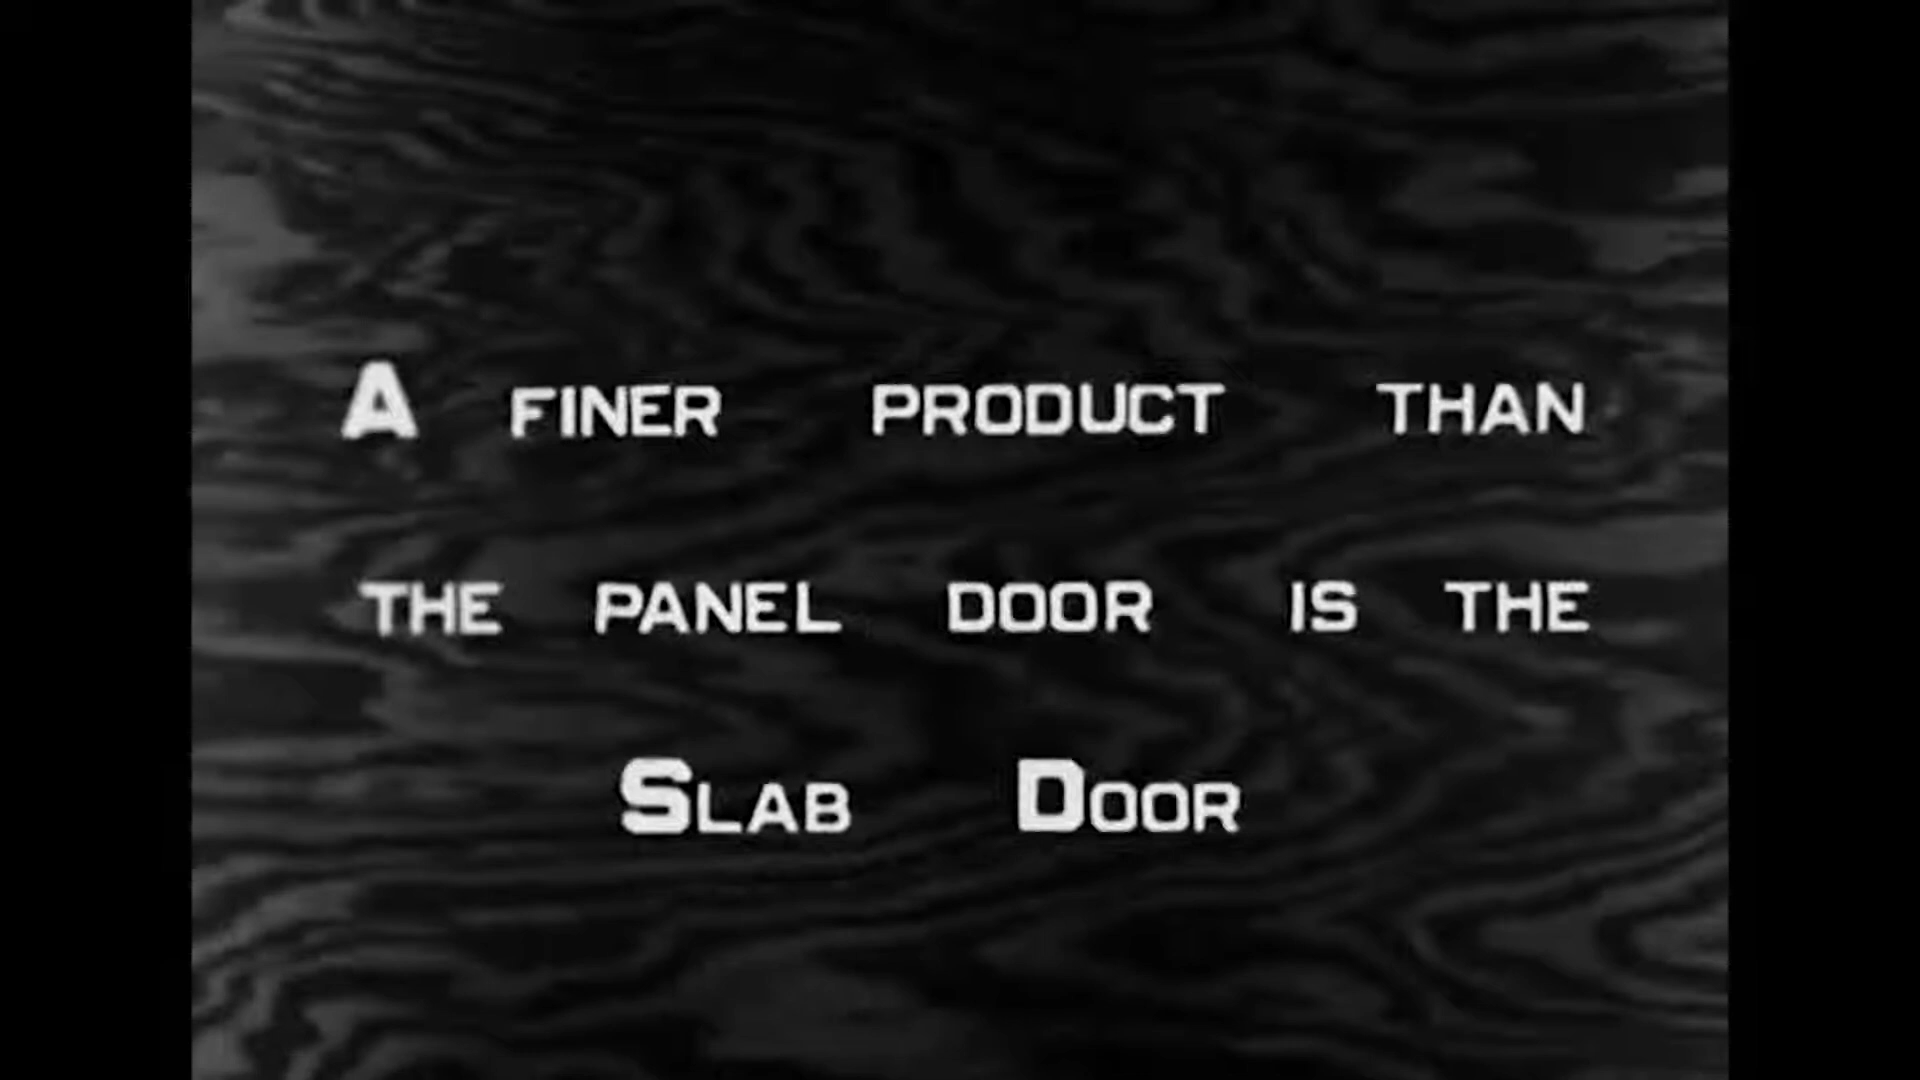 A FINER PRODUCT THAN
THE PANEL DOOR IS THE
SLAB DOOR